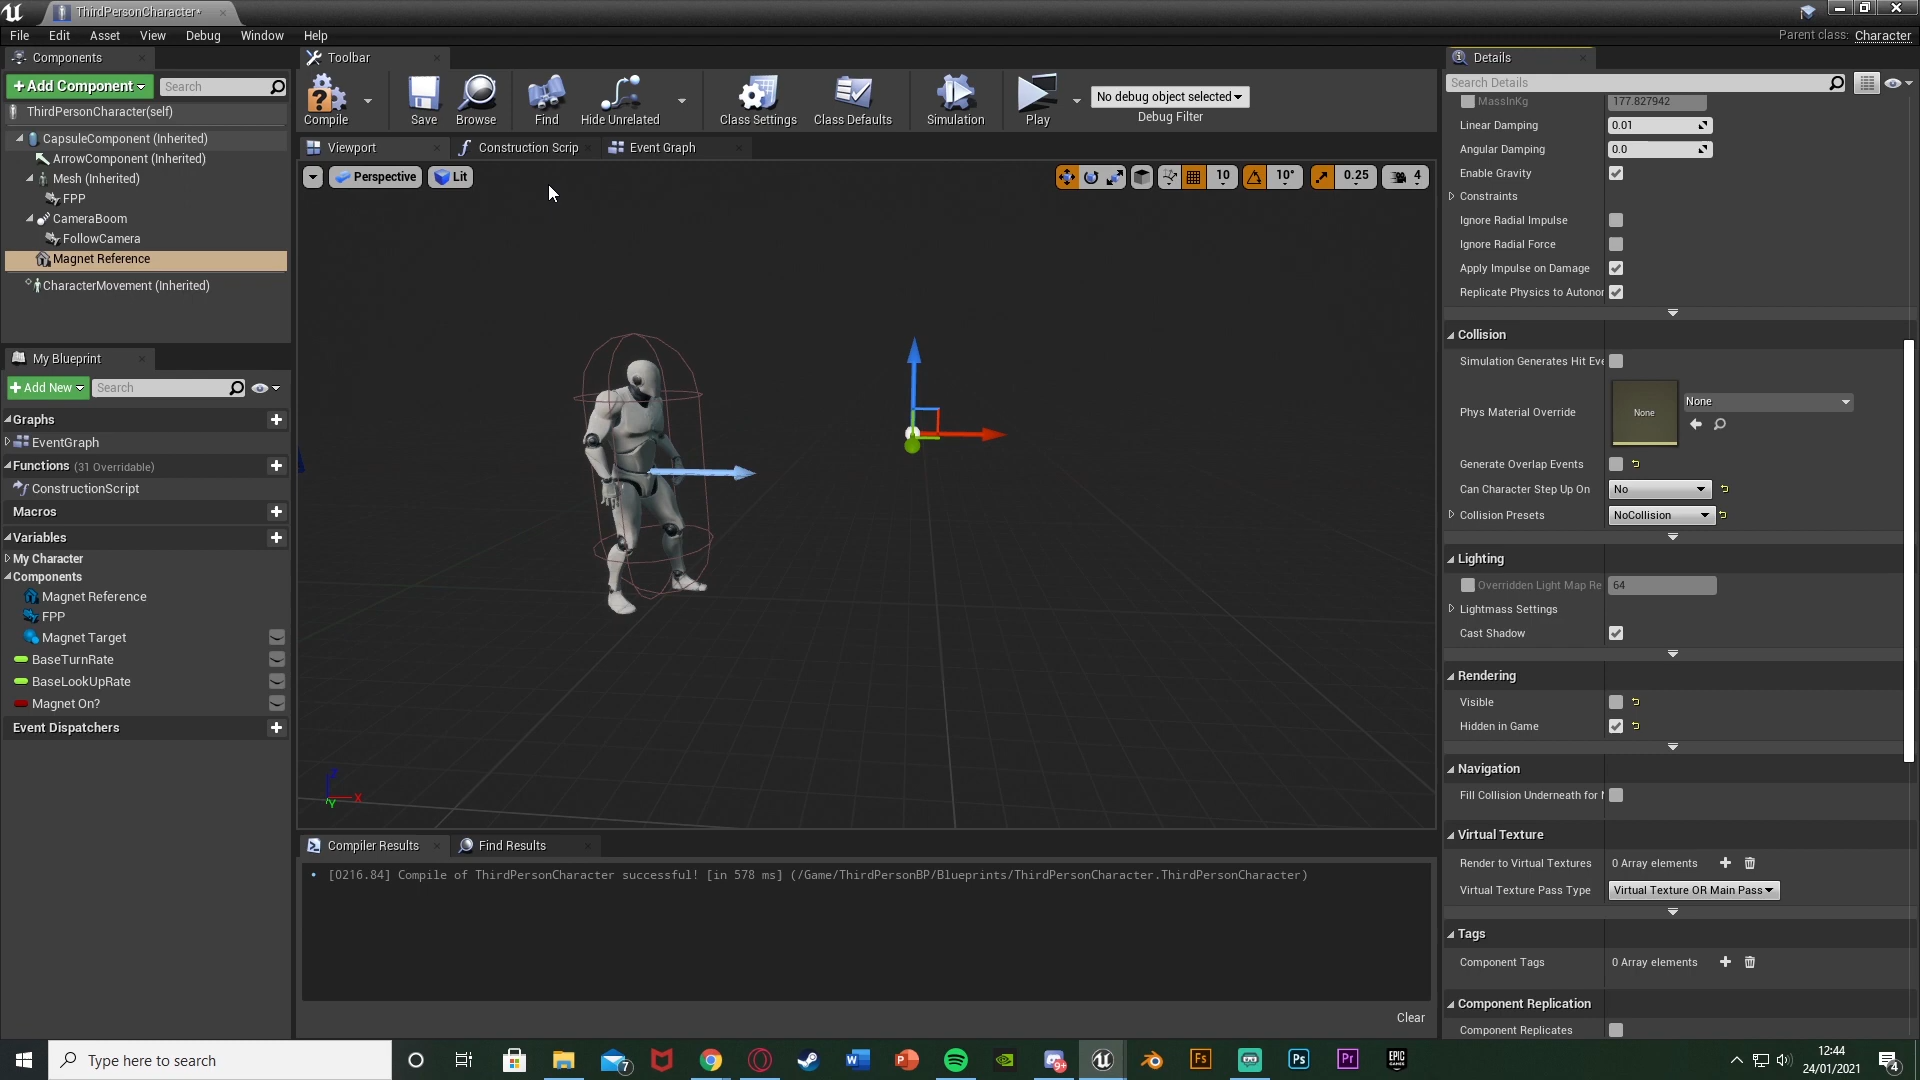 ThirdPersonCharacter*
File Edit Asset View Debug Window Help
Parent class: Character
Components
Add Component
Search
ThirdPersonCharacter(self)
CapsuleComponent (Inherited)
ArrowComponent (Inherited)
Mesh (Inherited)
FPP
CameraBoom
FollowCamera
Magnet Reference
CharacterMovement (Inherited)
My Blueprint
Add New
Search
Graphs
EventGraph
Functions (31 Overridable)
ConstructionScript
Macros
Variables
My Character
Components
Magnet Reference
FPP
Magnet Target
BaseTurnRate
BaseLookUpRate
Magnet On?
Event Dispatchers
Toolbar
Compile
Save
Browse
Find
Hide Unrelated
Class Settings
Class Defaults
Simulation
Play
No debug object selected
Debug Filter
Viewport
Construction Scrip
Event Graph
Perspective
Lit
10
10°
0.25
4
Z
X
Y
Compiler Results
Find Results
[0216.84] Compile of ThirdPersonCharacter successful! [in 578 ms] (/Game/ThirdPersonBP/Blueprints/ThirdPersonCharacter.ThirdPersonCharacter)
Clear
Details
Search Details
MassInKg 177.827942
Linear Damping 0.01
Angular Damping 0.0
Enable Gravity
Constraints
Ignore Radial Impulse
Ignore Radial Force
Apply Impulse on Damage
Replicate Physics to Autonor
Collision
Simulation Generates Hit Eve
Phys Material Override None None
Generate Overlap Events
Can Character Step Up On No
Collision Presets NoCollision
Lighting
Overridden Light Map Re 64
Lightmass Settings
Cast Shadow
Rendering
Visible
Hidden in Game
Navigation
Fill Collision Underneath for
Virtual Texture
Render to Virtual Textures 0 Array elements
Virtual Texture Pass Type Virtual Texture OR Main Pass
Tags
Component Tags 0 Array elements
Component Replication
Component Replicates
Type here to search
7
W
P
9+
Fs
Ps
Pr
EPIC GAMES
12:44
24/01/2021
4